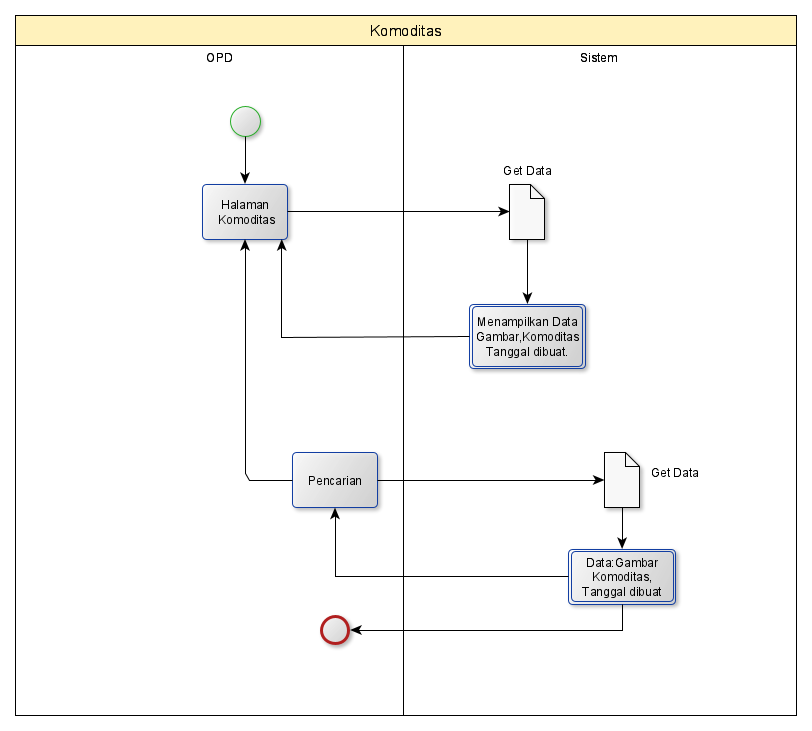 Komoditas
OPD
Sistem
Get Data
Halaman
Komoditas
Menampilkan Data
Gambar,Komoditas
Tanggal dibuat.
Pencarian
Get Data
Data:Gambar
Komoditas,
Tanggal dibuat